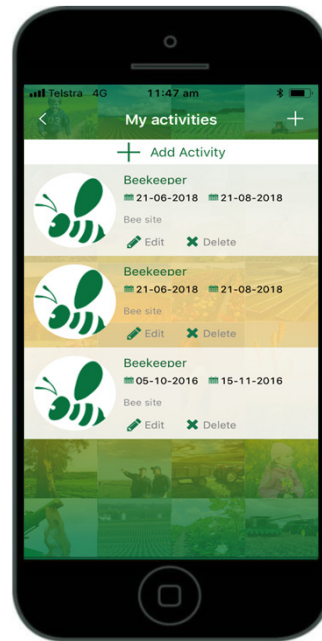 Telstra 4G 11:47 am
My activities
Add Activity
Beekeeper
21-06-2018 21-08-2018
Bee site
Edit Delete
Beekeeper
21-06-2018 21-08-2018
Bee site
Edit Delete
Beekeeper
05-10-2016 15-11-2016
Bee site
Edit Delete